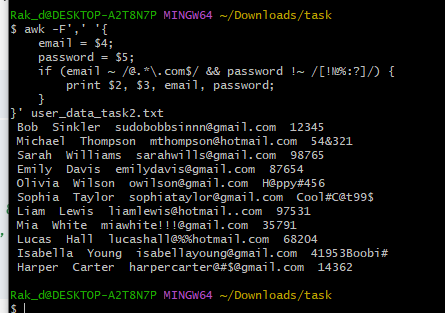 Rak_d@DESKTOP-A2T8N7P MINGW64 ~/Downloads/task
$ awk -F',' '{
    email = $4;
    password = $5;
    if (email ~ /@.*\.com$/ && password !~ /[!№%:?]/) {
        print $2, $3, email, password;
    }
}' user_data_task2.txt
 Bob  Sinkler  sudobobbsinnn@gmail.com  12345
 Michael  Thompson  mthompson@hotmail.com  54&321
 Sarah  Williams  sarahwills@gmail.com  98765
 Emily  Davis  emilydavis@gmail.com  87654
 Olivia  Wilson  owilson@gmail.com  H@ppy#456
 Sophia  Taylor  sophiataylor@gmail.com  Cool#C@t99$
 Liam  Lewis  liamlewis@hotmail..com  97531
 Mia  White  miawhite!!!@gmail.com  35791
 Lucas  Hall  lucashall@%%hotmail.com  68204
 Isabella  Young  isabellayoung@gmail.com  41953Boobi#
 Harper  Carter  harpercarter@#$@gmail.com  14362
Rak_d@DESKTOP-A2T8N7P MINGW64 ~/Downloads/task
$